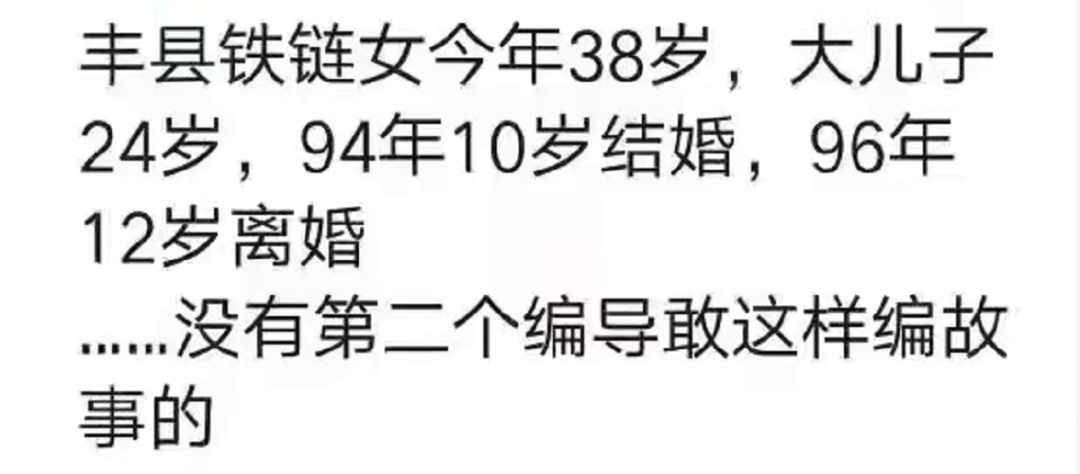 丰县铁链女今年38岁，大儿子
24岁，94年10岁结婚，96年
12岁离婚
……没有第二个编导敢这样编故
事的